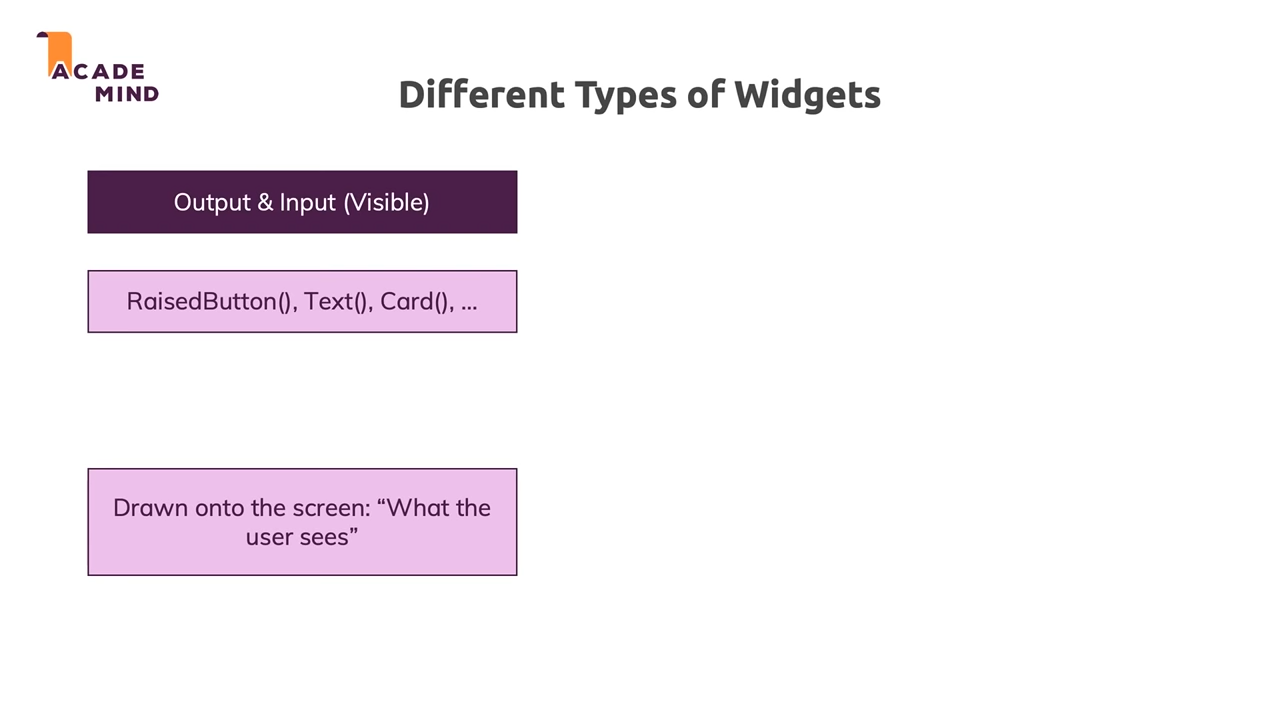 ACADE
MIND
Different Types of Widgets
Output & Input (Visible)
RaisedButton(), Text(), Card(), ...
Drawn onto the screen: “What the
user sees”